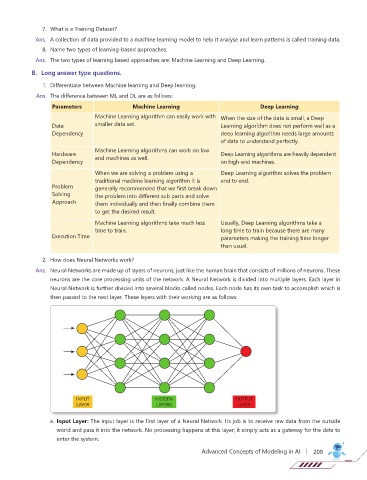 7. What is a Training Dataset?
Ans. A collection of data provided to a machine learning model to help it analyse and learn patterns is called training data.
8. Name two types of learning-based approaches.
Ans. The two types of learning based approaches are: Machine Learning and Deep Learning.
B. Long answer type questions.
1. Differentiate between Machine learning and Deep learning.
Ans. The difference between ML and DL are as follows:
Parameters Machine Learning Deep Learning
Data Dependency
Machine Learning algorithm can easily work with
smaller data set.
When the size of the data is small, a Deep
Learning algorithm does not perform well as a
deep learning algorithm needs large amounts
of data to understand perfectly.
Hardware
Dependency
Machine Learning algorithms can work on low
end machines as well.
Deep Learning algorithms are heavily dependent
on high-end machines.
Problem
Solving
Approach
When we are solving a problem using a
traditional machine learning algorithm it is
generally recommended that we first break down
the problem into different sub parts and solve
them individually and then finally combine them
to get the desired result.
Deep Learning algorithm solves the problem
end to end.
Execution Time
Machine Learning algorithms take much less
time to train.
Usually, Deep Learning algorithms take a
long time to train because there are many
parameters making the training time longer
than usual.
2. How does Neural Networks work?
Ans. Neural Networks are made up of layers of neurons, just like the human brain that consists of millions of neurons. These
neurons are the core processing units of the network. A Neural Network is divided into multiple layers. Each layer in
Neural Network is further divided into several blocks called nodes. Each node has its own task to accomplish which is
then passed to the next layer. These layers with their working are as follows:
INPUT
LAYER
HIDDEN
LAYERS
OUTPUT
LAYER
a. Input Layer: The input layer is the first layer of a Neural Network. Its job is to receive raw data from the outside
world and pass it into the network. No processing happens at this layer; it simply acts as a gateway for the data to
enter the system.
Advanced Concepts of Modeling in AI 209